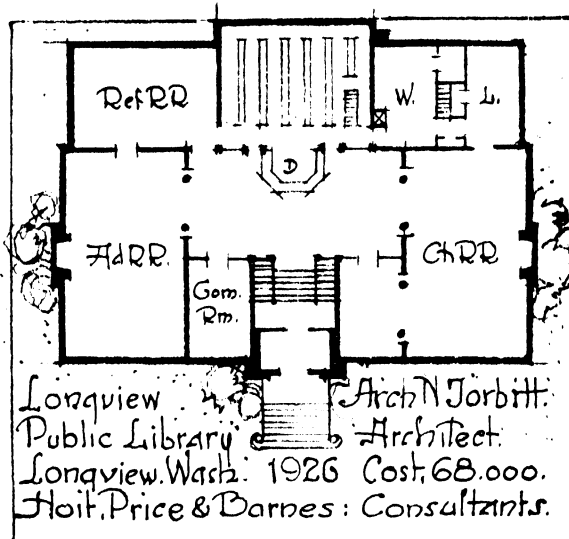 Ref RR
W.
L.
D
Ad RR.
Com.
Rm.
Ch RR
Longview
Public Library
Longview. Wash. 1926
Arch N Torbitt.
Architect.
Cost, 68.000.
Hoit, Price & Barnes: Consultants.